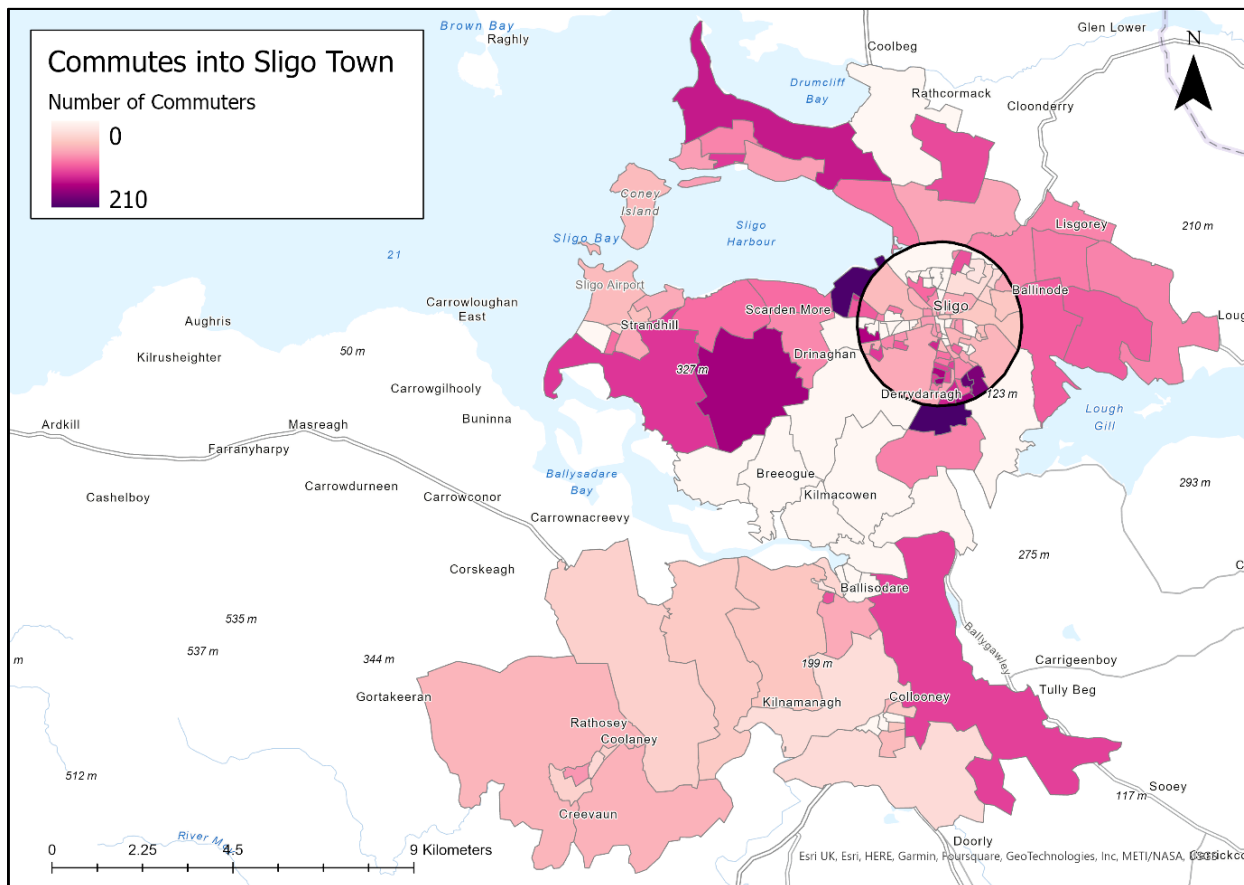 Commutes into Sligo Town
Number of Commuters
0
210
Brown Bay
Raghly
Coolbeg
Glen Lower
N
Drumcliff
Bay
Rathcormack
Cloonderry
Coney
Island
Sligo
Harbour
Lisgorey
210 m
Sligo Bay
21
Sligo Airport
Carrowloughan
East
Strandhill
Scarden More
Sligo
Ballinode
Loug
Aughris
Kilrusheighter
50 m
Drinaghan
327 m
Carrowgilhooly
Derrydarragh
123 m
Buninna
Lough
Gill
Ardkill
Masreagh
Farranyharpy
Breeogue
Ballysadare
Bay
Kilmacowen
293 m
Cashelboy
Carrowdurneen
Carrowconor
Carrownacreevy
275 m
Corskeagh
Ballisodare
C
535 m
537 m
m
344 m
199 m
Ballygawley
Carrigeenboy
Tully Beg
Gortakeeran
Kilnamanagh
Collooney
Rathosey
Coolaney
512 m
Creevaun
117 m
Sooey
River
Doorly
0 2.25 4.5 9 Kilometers
Esri UK, Esri, HERE, Garmin, Foursquare, GeoTechnologies, Inc, METI/NASA, USGS